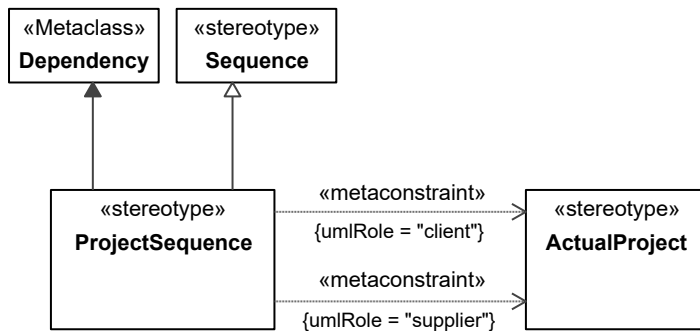 «Metaclass»
Dependency
«stereotype»
Sequence
«stereotype»
ProjectSequence
«metaconstraint»
{umlRole = "client"}
«metaconstraint»
{umlRole = "supplier"}
«stereotype»
ActualProject